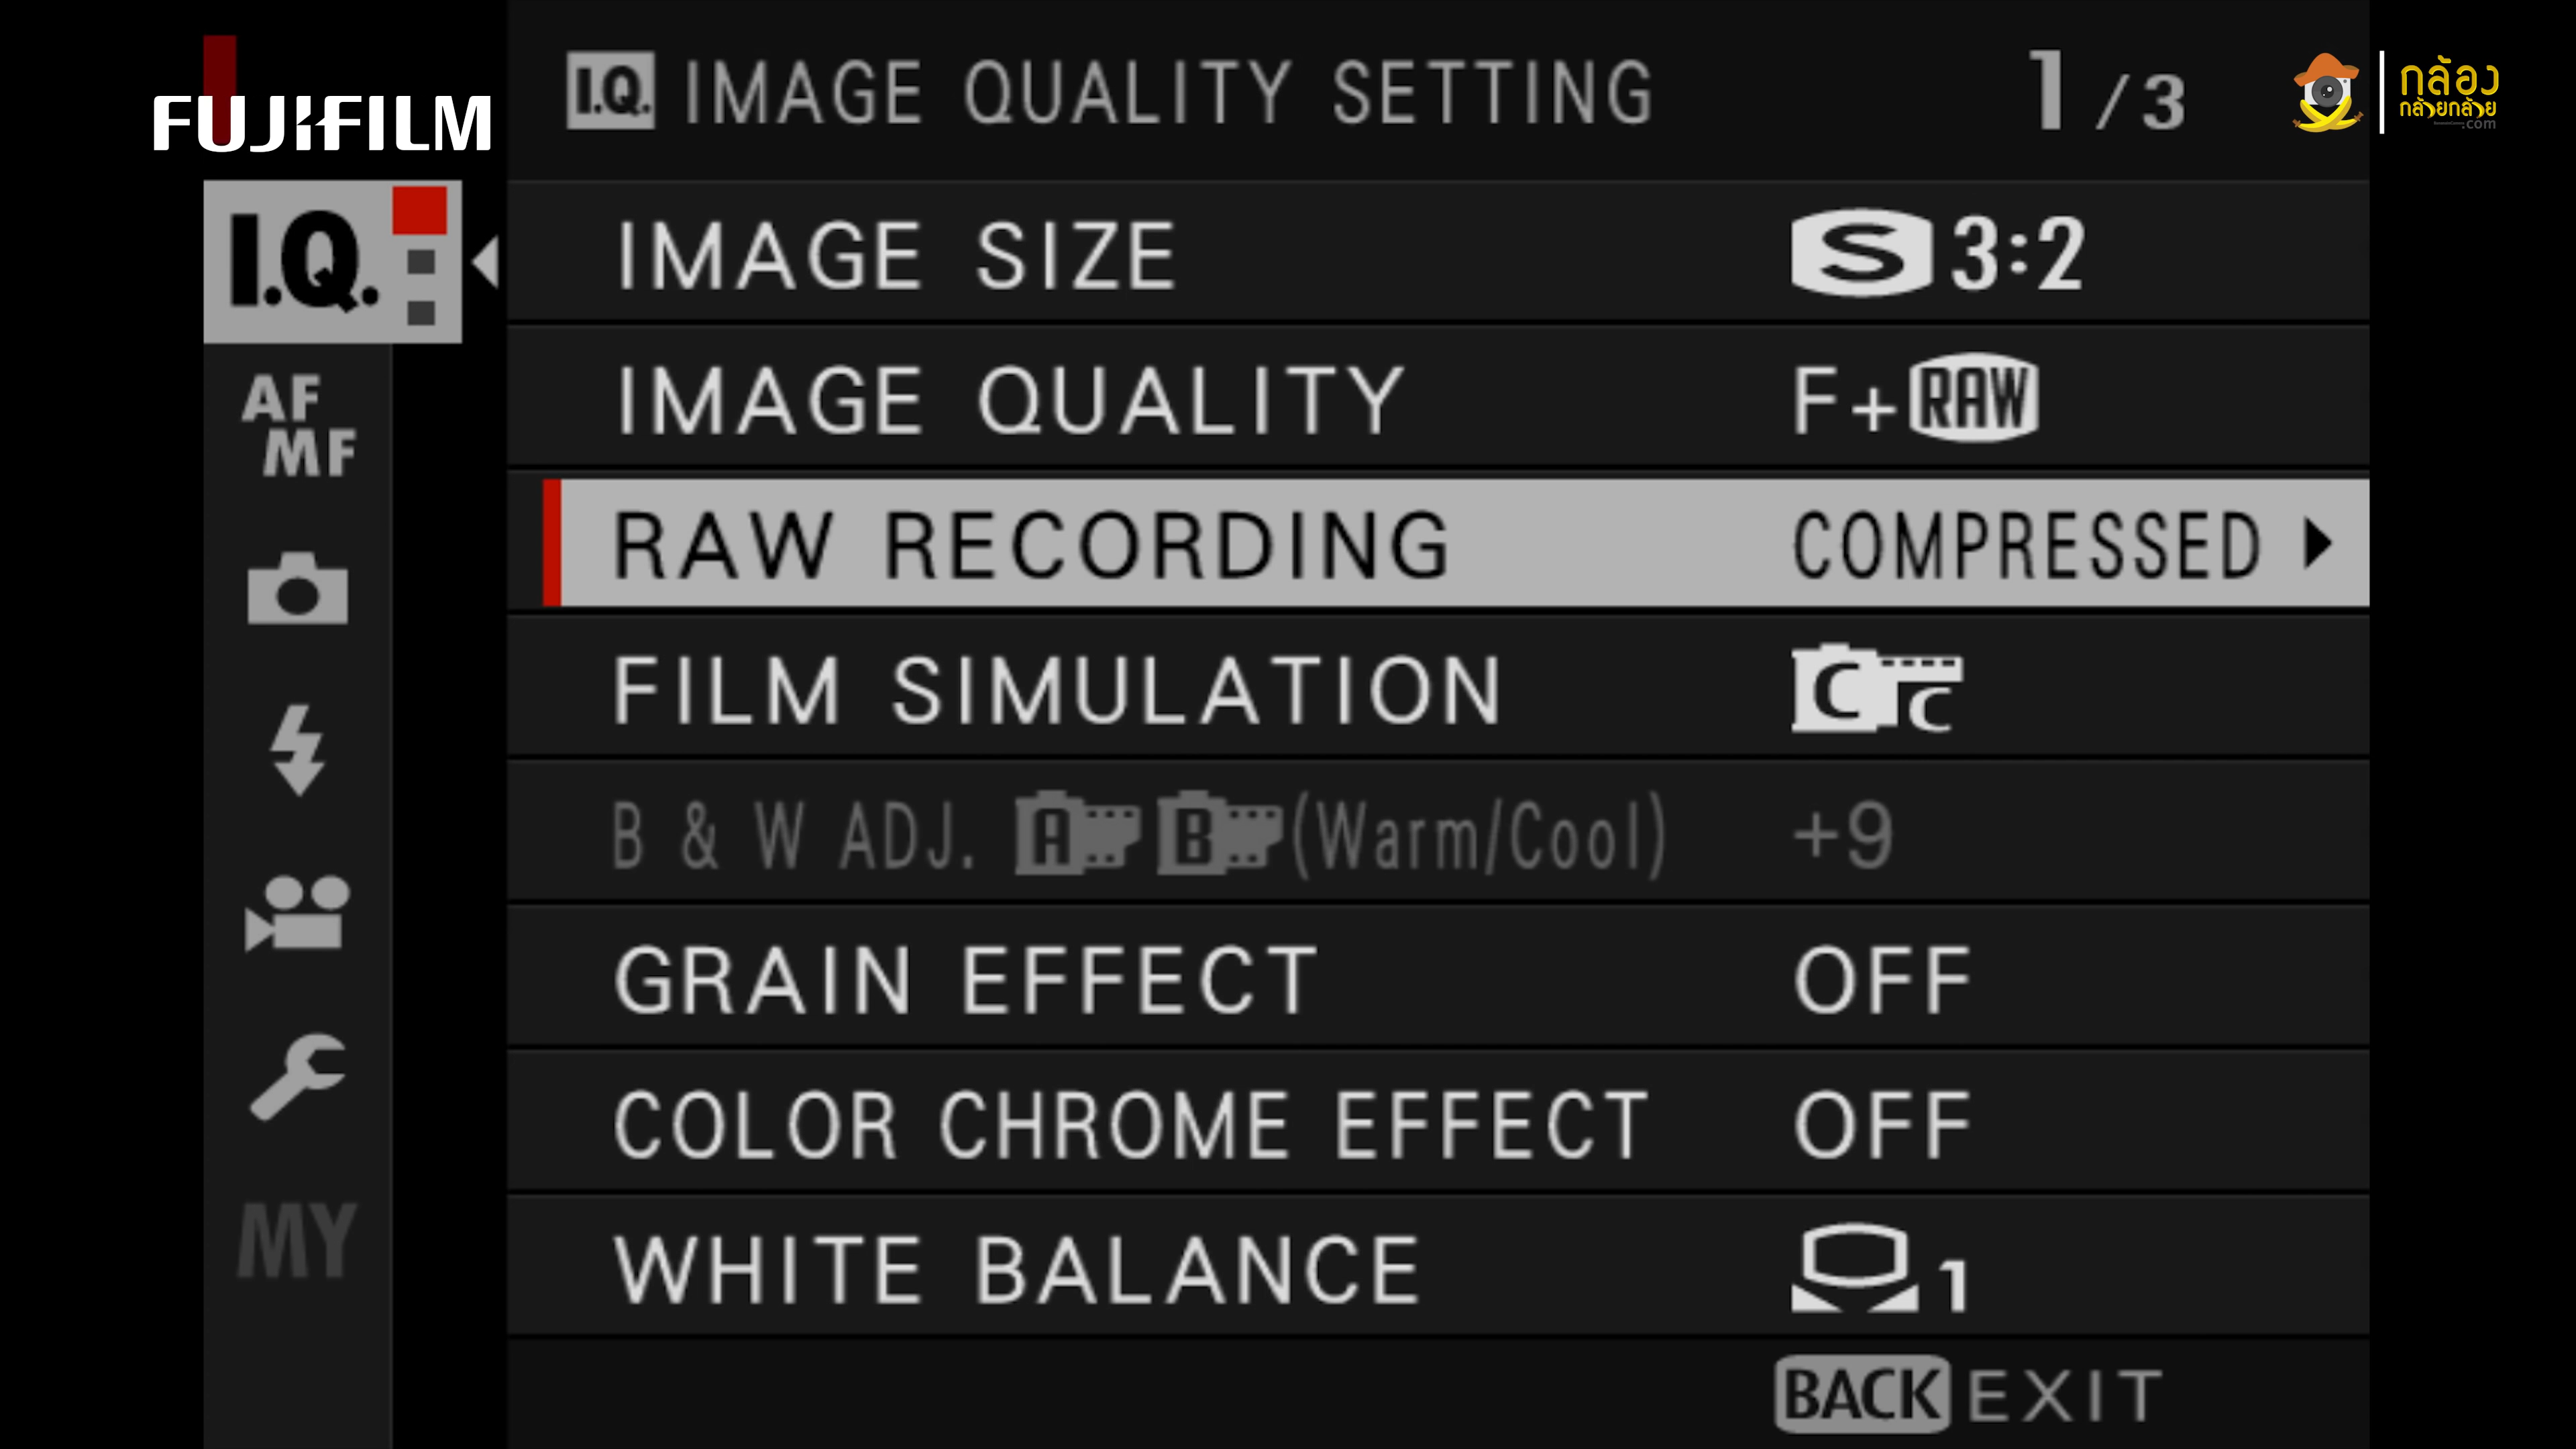 FUJIFILM
I.Q. IMAGE QUALITY SETTING 1/3
กล้อง
กล้วยกล้วย
.com
I.Q.
AF
MF
MY
IMAGE SIZE S 3:2
IMAGE QUALITY F+RAW
RAW RECORDING COMPRESSED
FILM SIMULATION Cc
B & W ADJ. A B (Warm/Cool) +9
GRAIN EFFECT OFF
COLOR CHROME EFFECT OFF
WHITE BALANCE 1
BACK EXIT